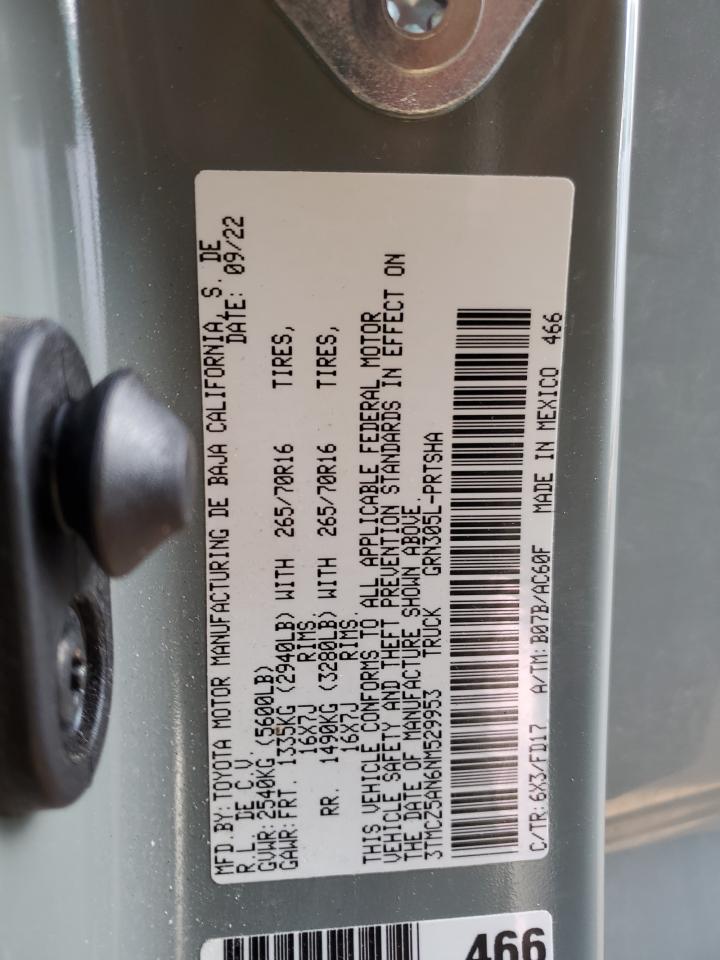 MFD.BY: TOYOTA MOTOR MANUFACTURING DE BAJA CALIFORNIA, S. DE
R.L. DE C.V. DATE: 09/22
GVWR: 2540KG (5600LB)
GAWR: FRT. 1335KG (2940LB) WITH 265/70R16 TIRES,
16X7J RIMS,
RR. 1490KG (3280LB) WITH 265/70R16 TIRES,
16X7J RIMS
THIS VEHICLE CONFORMS TO ALL APPLICABLE FEDERAL MOTOR
VEHICLE SAFETY AND THEFT PREVENTION STANDARDS IN EFFECT ON
THE DATE OF MANUFACTURE SHOWN ABOVE.
3TMCZ5AN6NM529953 TRUCK GRN305L-PRTSHA
C/TR: 6X3/FD17 A/TM: B07B/AC60F MADE IN MEXICO 466
466